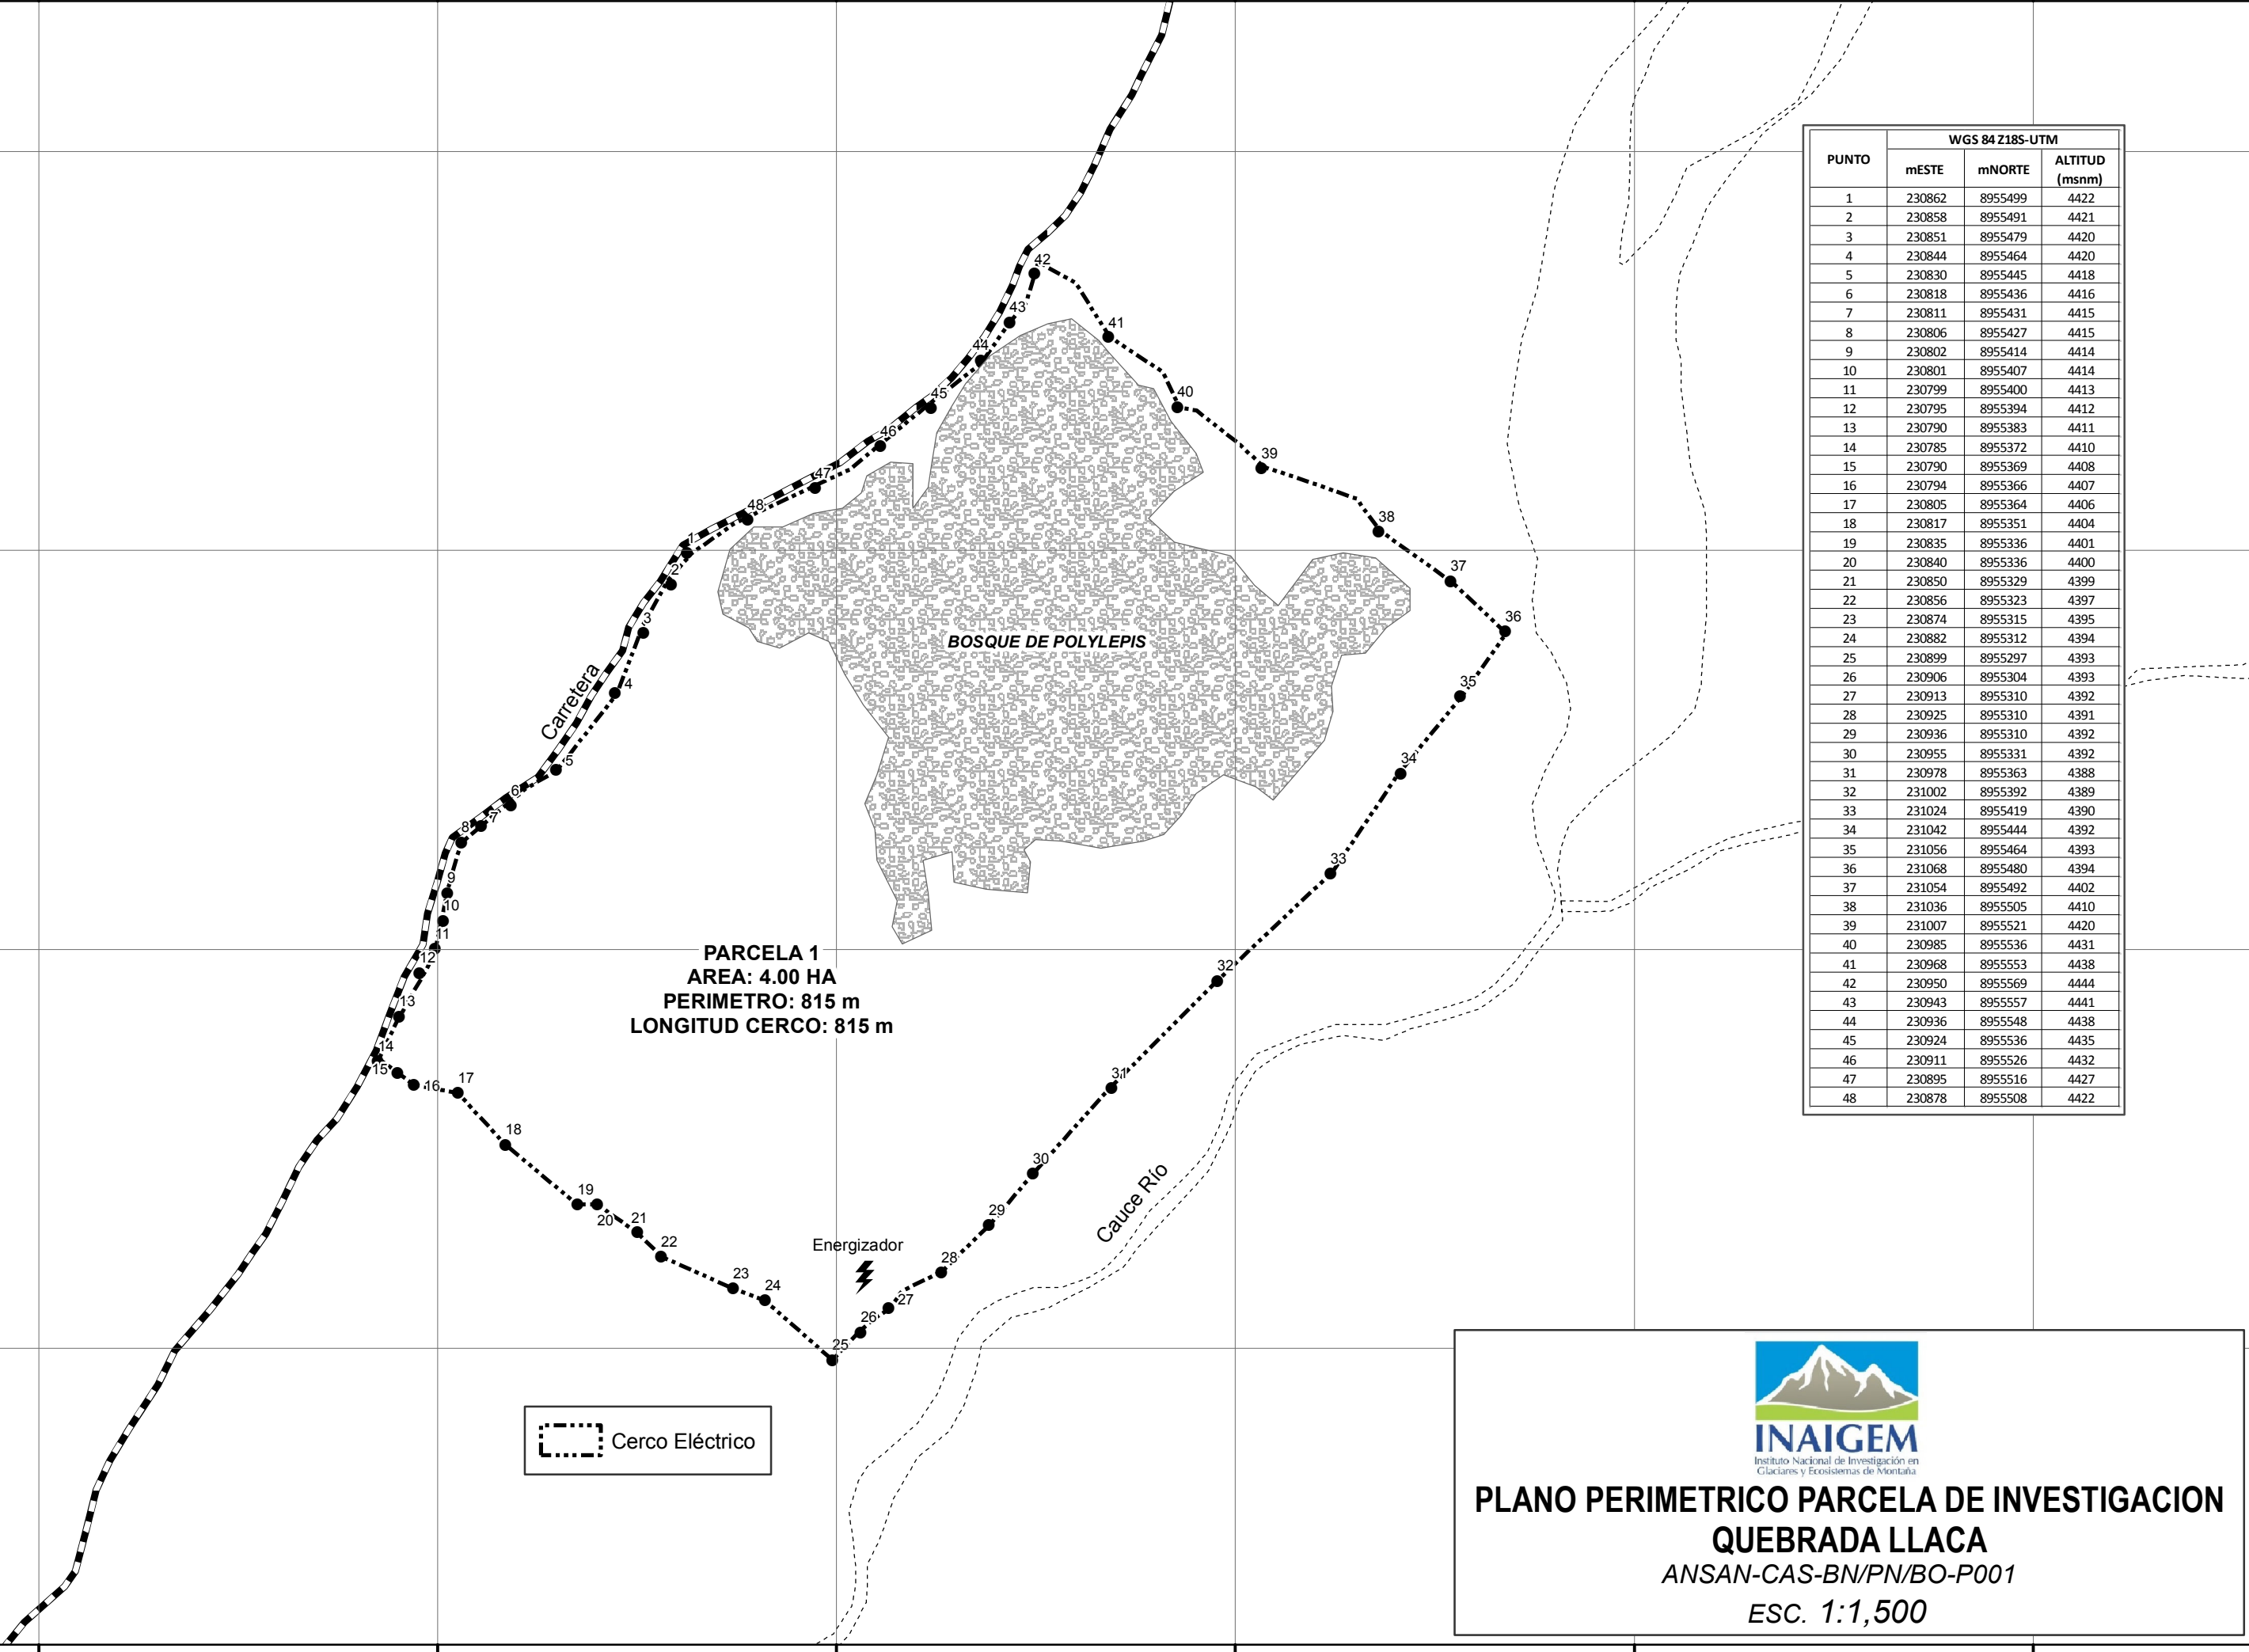 42
43
41
44
40
45
46
39
47
48
38
1
2
37
3
36
BOSQUE DE POLYLEPIS
4
35
Carretera
5
34
6
7
8
33
9
10
11
12
32
13
PARCELA 1
AREA: 4.00 HA
PERIMETRO: 815 m
LONGITUD CERCO: 815 m
14
15
16
17
31
18
30
19
20
21
29
22
28
Cauce Río
Energizador
23
24
27
26
25
Cerco Eléctrico
WGS 84 Z18S-UTM
PUNTO mESTE mNORTE ALTITUD
(msnm)
1 230862 8955499 4422
2 230858 8955491 4421
3 230851 8955479 4420
4 230844 8955464 4420
5 230830 8955445 4418
6 230818 8955436 4416
7 230811 8955431 4415
8 230806 8955427 4415
9 230802 8955414 4414
10 230801 8955407 4414
11 230799 8955400 4413
12 230795 8955394 4412
13 230790 8955383 4411
14 230785 8955372 4410
15 230790 8955369 4408
16 230794 8955366 4407
17 230805 8955364 4406
18 230817 8955351 4404
19 230835 8955336 4401
20 230840 8955336 4400
21 230850 8955329 4399
22 230856 8955323 4397
23 230874 8955315 4395
24 230882 8955312 4394
25 230899 8955297 4393
26 230906 8955304 4393
27 230913 8955310 4392
28 230925 8955310 4391
29 230936 8955310 4392
30 230955 8955331 4392
31 230978 8955363 4388
32 231002 8955392 4389
33 231024 8955419 4390
34 231042 8955444 4392
35 231056 8955464 4393
36 231068 8955480 4394
37 231054 8955492 4402
38 231036 8955505 4410
39 231007 8955521 4420
40 230985 8955536 4431
41 230968 8955553 4438
42 230950 8955569 4444
43 230943 8955557 4441
44 230936 8955548 4438
45 230924 8955536 4435
46 230911 8955526 4432
47 230895 8955516 4427
48 230878 8955508 4422
INAIGEM
Instituto Nacional de Investigación en
Glaciares y Ecosistemas de Montaña
PLANO PERIMETRICO PARCELA DE INVESTIGACION
QUEBRADA LLACA
ANSAN-CAS-BN/PN/BO-P001
ESC. 1:1,500